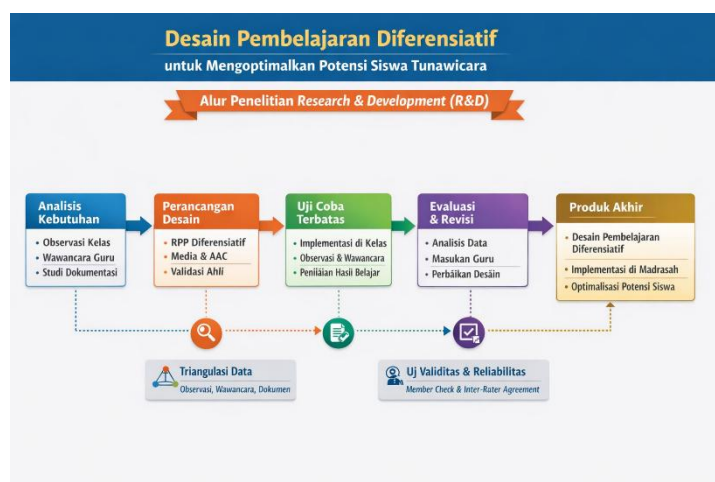 Desain Pembelajaran Diferensiatif
untuk Mengoptimalkan Potensi Siswa Tunawicara
Alur Penelitian Research & Development (R&D)
Analisis
Kebutuhan
• Observasi Kelas
• Wawancara Guru
• Studi Dokumentasi
Perancangan
Desain
• RPP Diferensiatif
• Media & AAC
• Validasi Ahli
Uji Coba
Terbatas
• Implementasi di Kelas
• Observasi & Wawancara
• Penilaian Hasil Belajar
Evaluasi
& Revisi
• Analisis Data
• Masukan Guru
• Perbaikan Desain
Produk Akhir
• Desain Pembelajaran
Diferensiatif
• Implementasi di Madrasah
• Optimalisasi Potensi Siswa
Triangulasi Data
Observasi, Wawancara, Dokumen
Uj Validitas & Reliabilitas
Member Check & Inter-Rater Agreement